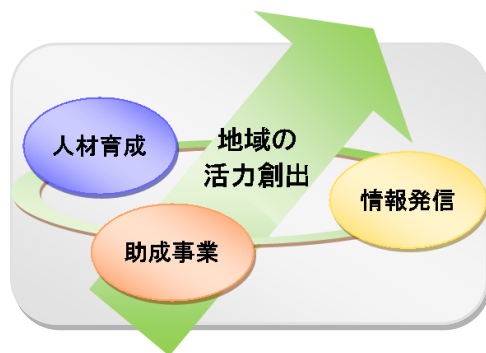 人材育成
地域の
活力創出
情報発信
助成事業